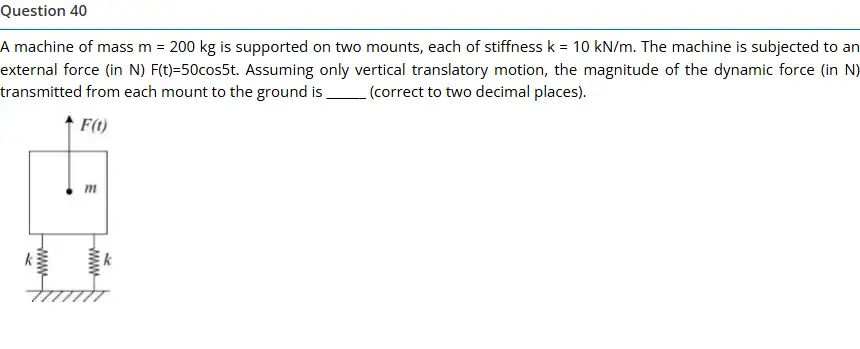 Question 40
A machine of mass m = 200 kg is supported on two mounts, each of stiffness k = 10 kN/m. The machine is subjected to an
external force (in N) F(t)=50cos5t. Assuming only vertical translatory motion, the magnitude of the dynamic force (in N)
transmitted from each mount to the ground is _____ (correct to two decimal places).
F(t)
m
k k